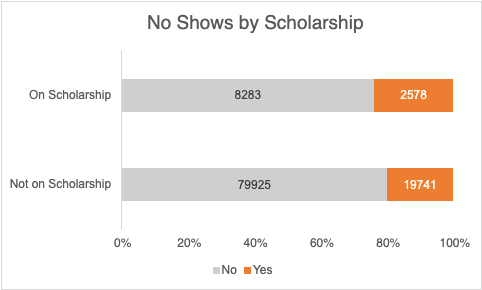 No Shows by Scholarship
On Scholarship 8283 2578
Not on Scholarship 79925 19741
0% 20% 40% 60% 80% 100%
No Yes